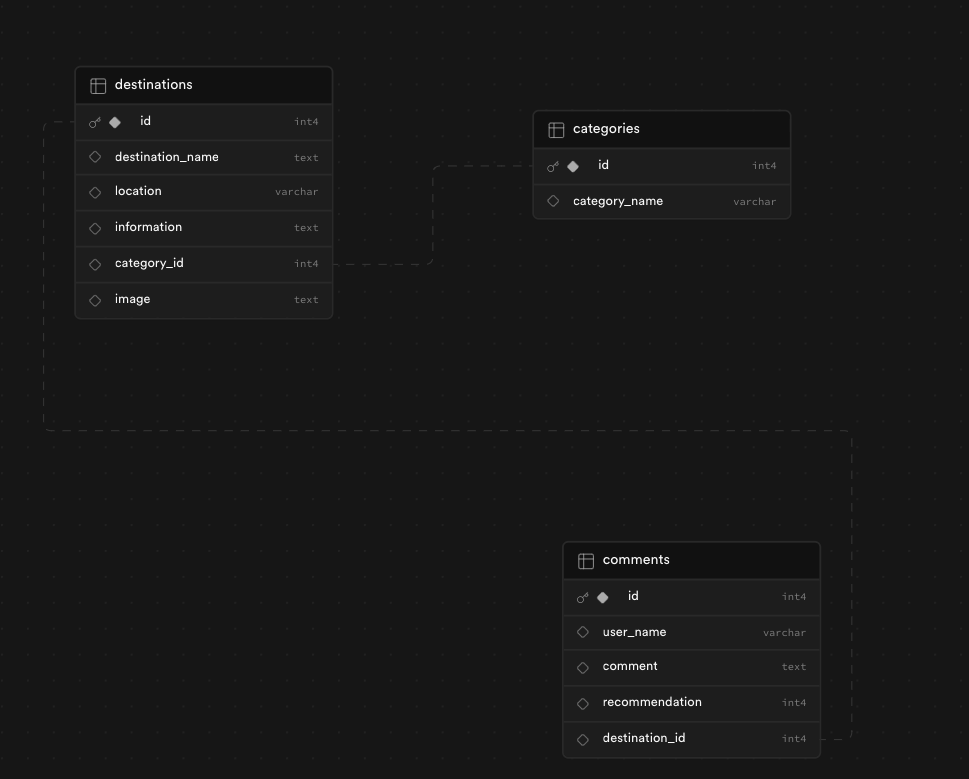 destinations
id int4
destination_name text
location varchar
information text
category_id int4
image text
categories
id int4
category_name varchar
comments
id int4
user_name varchar
comment text
recommendation int4
destination_id int4